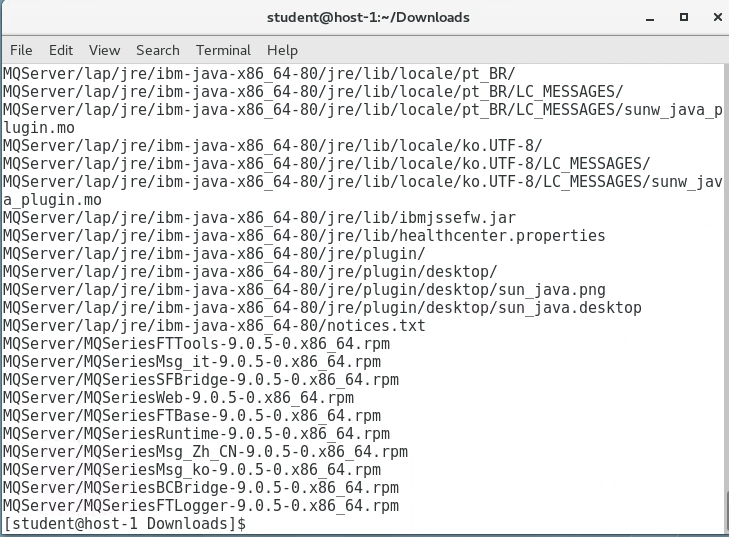 student@host-1:~/Downloads
File Edit View Search Terminal Help
MQServer/lap/jre/ibm-java-x86_64-80/jre/lib/locale/pt_BR/
MQServer/lap/jre/ibm-java-x86_64-80/jre/lib/locale/pt_BR/LC_MESSAGES/
MQServer/lap/jre/ibm-java-x86_64-80/jre/lib/locale/pt_BR/LC_MESSAGES/sunw_java_p
lugin.mo
MQServer/lap/jre/ibm-java-x86_64-80/jre/lib/locale/ko.UTF-8/
MQServer/lap/jre/ibm-java-x86_64-80/jre/lib/locale/ko.UTF-8/LC_MESSAGES/
MQServer/lap/jre/ibm-java-x86_64-80/jre/lib/locale/ko.UTF-8/LC_MESSAGES/sunw_jav
a_plugin.mo
MQServer/lap/jre/ibm-java-x86_64-80/jre/lib/ibmjssefw.jar
MQServer/lap/jre/ibm-java-x86_64-80/jre/lib/healthcenter.properties
MQServer/lap/jre/ibm-java-x86_64-80/jre/plugin/
MQServer/lap/jre/ibm-java-x86_64-80/jre/plugin/desktop/
MQServer/lap/jre/ibm-java-x86_64-80/jre/plugin/desktop/sun_java.png
MQServer/lap/jre/ibm-java-x86_64-80/jre/plugin/desktop/sun_java.desktop
MQServer/lap/jre/ibm-java-x86_64-80/notices.txt
MQServer/MQSeriesFTTools-9.0.5-0.x86_64.rpm
MQServer/MQSeriesMsg_it-9.0.5-0.x86_64.rpm
MQServer/MQSeriesSFBridge-9.0.5-0.x86_64.rpm
MQServer/MQSeriesWeb-9.0.5-0.x86_64.rpm
MQServer/MQSeriesFTBase-9.0.5-0.x86_64.rpm
MQServer/MQSeriesRuntime-9.0.5-0.x86_64.rpm
MQServer/MQSeriesMsg_Zh_CN-9.0.5-0.x86_64.rpm
MQServer/MQSeriesMsg_ko-9.0.5-0.x86_64.rpm
MQServer/MQSeriesBCBridge-9.0.5-0.x86_64.rpm
MQServer/MQSeriesFTLogger-9.0.5-0.x86_64.rpm
[student@host-1 Downloads]$